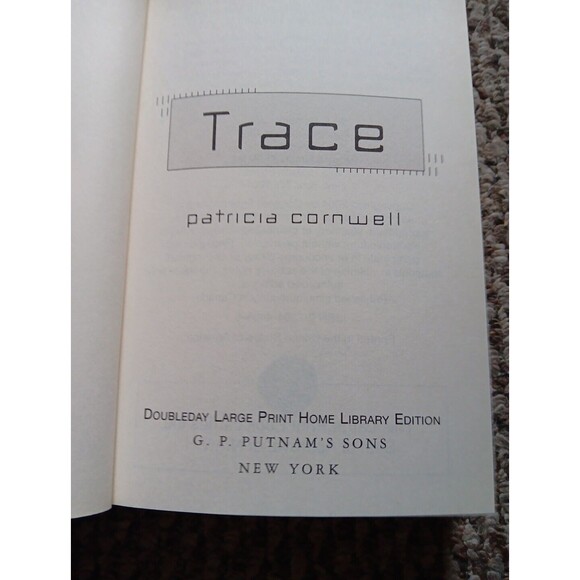 Trace
patricia cornwell
DOUBLEDAY LARGE PRINT HOME LIBRARY EDITION
G. P. PUTNAM'S SONS
NEW YORK